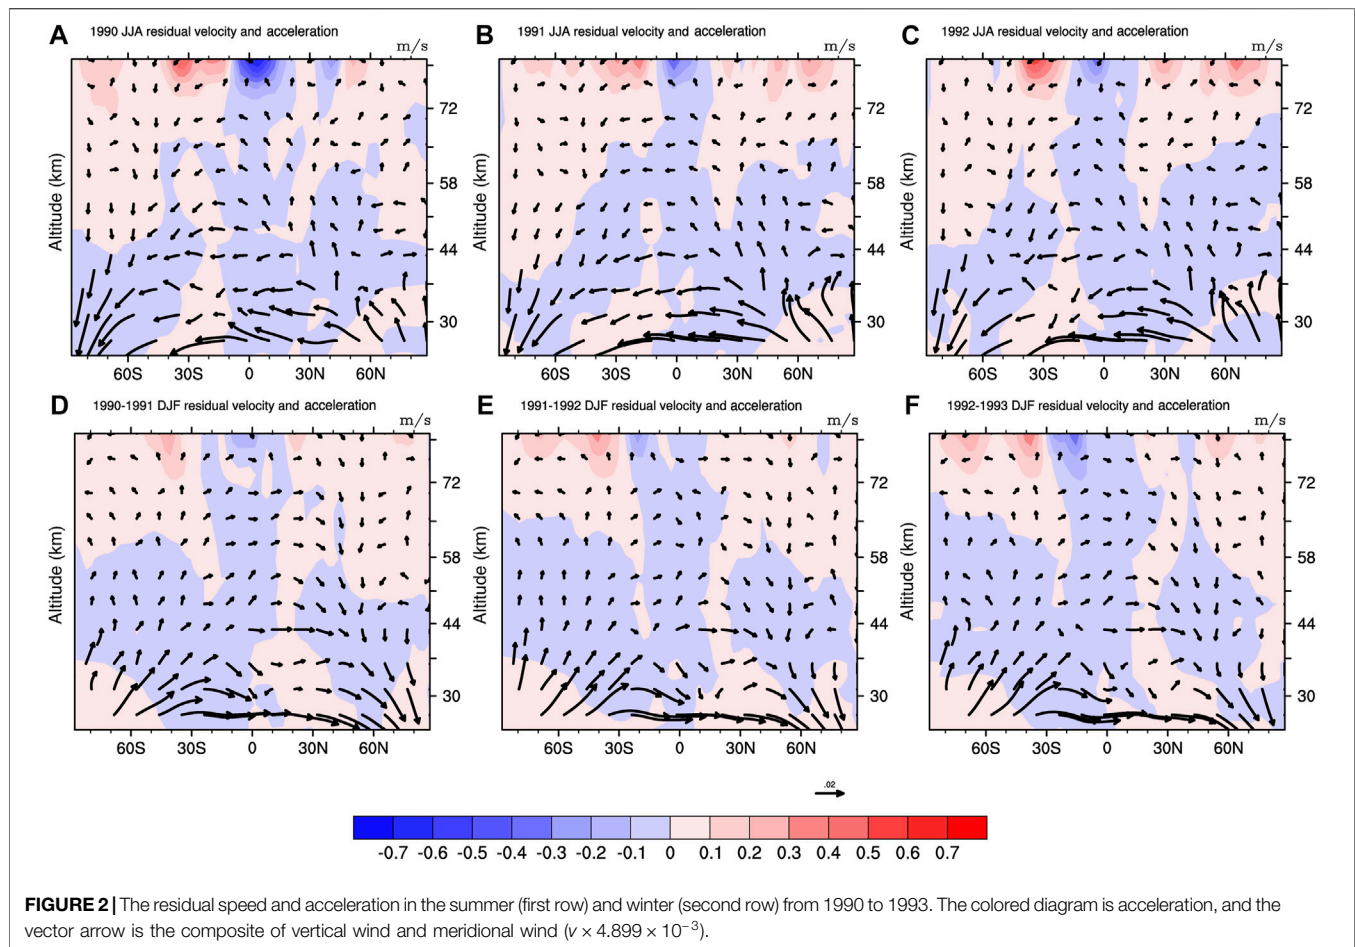 A 1990 JJA residual velocity and acceleration m/s
B 1991 JJA residual velocity and acceleration m/s
C 1992 JJA residual velocity and acceleration m/s
Altitude (km)
72
58
44
30
60S 30S 0 30N 60N
Altitude (km)
72
58
44
30
60S 30S 0 30N 60N
Altitude (km)
72
58
44
30
60S 30S 0 30N 60N
D 1990-1991 DJF residual velocity and acceleration m/s
E 1991-1992 DJF residual velocity and acceleration m/s
F 1992-1993 DJF residual velocity and acceleration m/s
Altitude (km)
72
58
44
30
60S 30S 0 30N 60N
Altitude (km)
72
58
44
30
60S 30S 0 30N 60N
Altitude (km)
72
58
44
30
60S 30S 0 30N 60N
.02
-0.7 -0.6 -0.5 -0.4 -0.3 -0.2 -0.1 0 0.1 0.2 0.3 0.4 0.5 0.6 0.7
FIGURE 2 | The residual speed and acceleration in the summer (first row) and winter (second row) from 1990 to 1993. The colored diagram is acceleration, and the
vector arrow is the composite of vertical wind and meridional wind (v × 4.899 × 10⁻³).